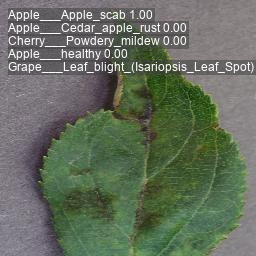 Apple___Apple_scab 1.00
Apple___Cedar_apple_rust 0.00
Cherry___Powdery_mildew 0.00
Apple___healthy 0.00
Grape___Leaf_blight_(Isariopsis_Leaf_Spot)